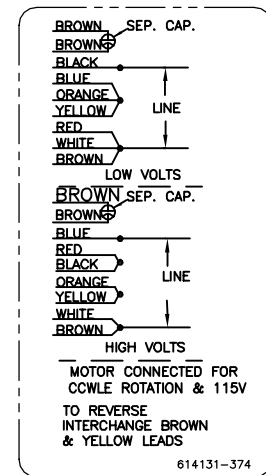 BROWN SEP. CAP.
BROWN
BLACK
BLUE
ORANGE LINE
YELLOW
RED
WHITE
BROWN
LOW VOLTS
BROWN SEP. CAP.
BROWN
BLUE
RED
BLACK LINE
ORANGE
YELLOW
WHITE
BROWN
HIGH VOLTS
MOTOR CONNECTED FOR
CCWLE ROTATION & 115V
TO REVERSE
INTERCHANGE BROWN
& YELLOW LEADS
614131-374